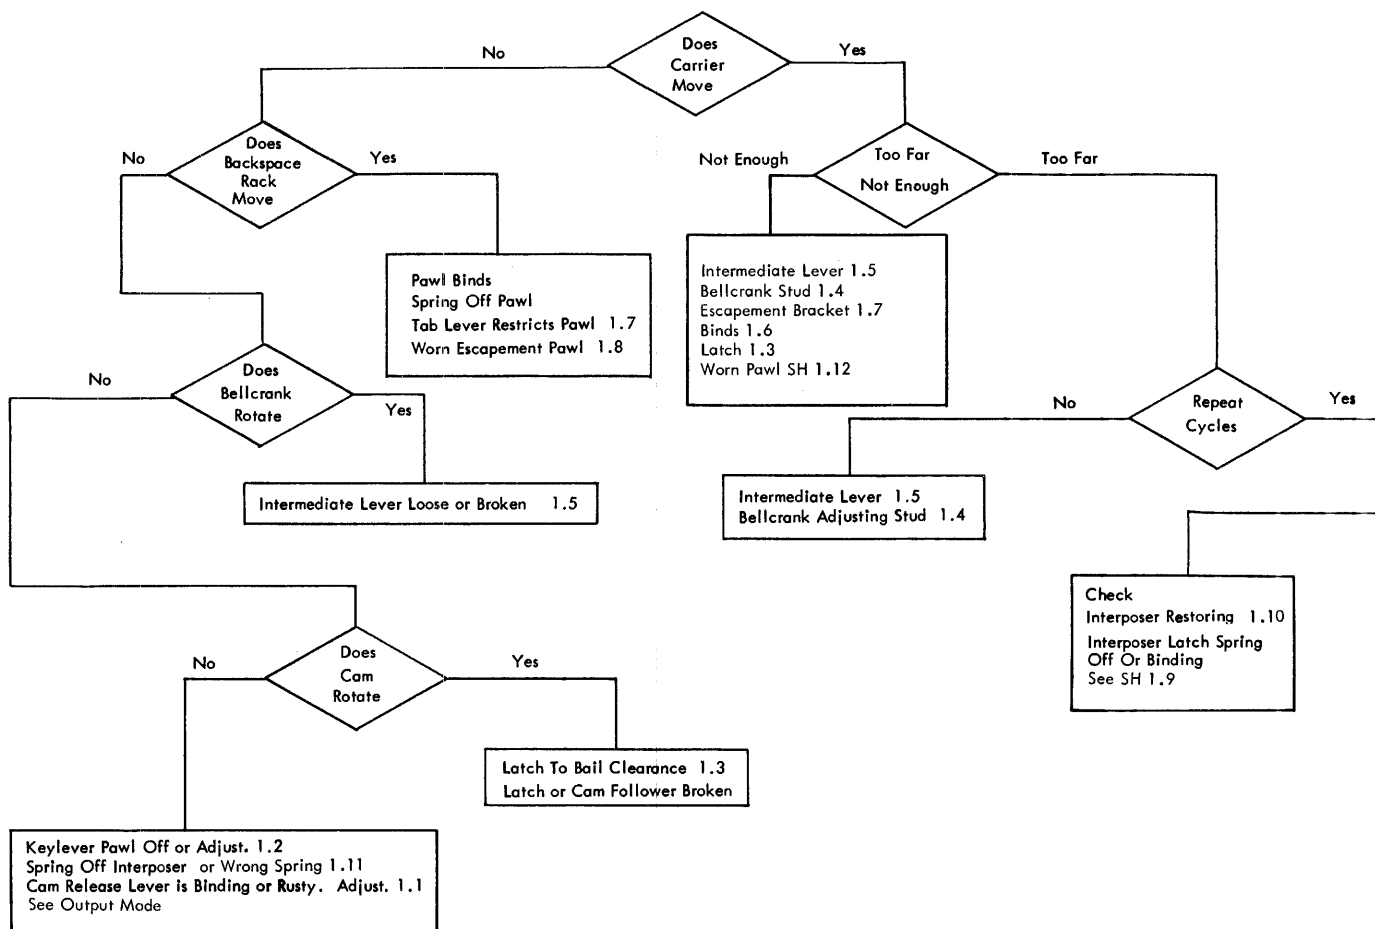 Does
Carrier
Move
No
Yes
Does
Backspace
Rack
Move
No
Yes
Too Far
Not Enough
Not Enough
Too Far
Pawl Binds
Spring Off Pawl
Tab Lever Restricts Pawl 1.7
Worn Escapement Pawl 1.8
Intermediate Lever 1.5
Bellcrank Stud 1.4
Escapement Bracket 1.7
Binds 1.6
Latch 1.3
Worn Pawl SH 1.12
Does
Bellcrank
Rotate
No
Yes
Repeat
Cycles
No
Yes
Intermediate Lever Loose or Broken 1.5
Intermediate Lever 1.5
Bellcrank Adjusting Stud 1.4
Check
Interposer Restoring 1.10
Interposer Latch Spring
Off Or Binding
See SH 1.9
Does
Cam
Rotate
No
Yes
Latch To Bail Clearance 1.3
Latch or Cam Follower Broken
Keylever Pawl Off or Adjust. 1.2
Spring Off Interposer or Wrong Spring 1.11
Cam Release Lever is Binding or Rusty. Adjust. 1.1
See Output Mode